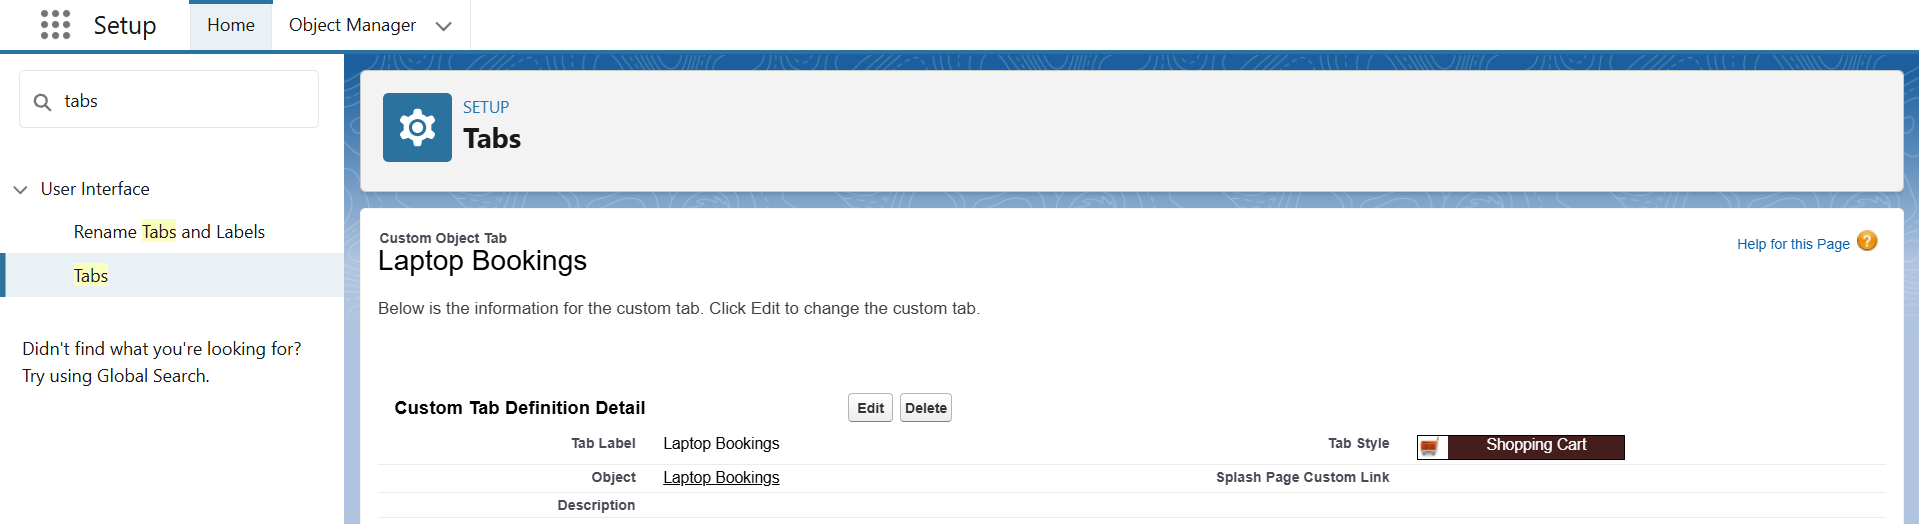 Setup
Home
Object Manager
tabs
User Interface
Rename Tabs and Labels
Tabs
Didn't find what you're looking for?
Try using Global Search.
SETUP
Tabs
Custom Object Tab
Laptop Bookings
Help for this Page ?
Below is the information for the custom tab. Click Edit to change the custom tab.
Custom Tab Definition Detail Edit Delete
Tab Label Laptop Bookings Tab Style Shopping Cart
Object Laptop Bookings Splash Page Custom Link
Description